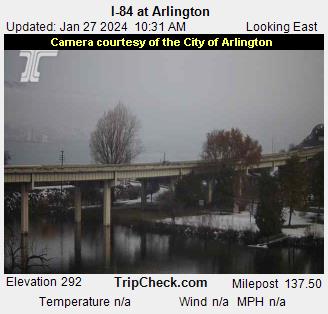 I-84 at Arlington
Updated: Jan 27 2024 10:31 AM Looking East
Camera courtesy of the City of Arlington
Elevation 292 TripCheck.com Milepost 137.50
Temperature n/a Wind n/a MPH n/a